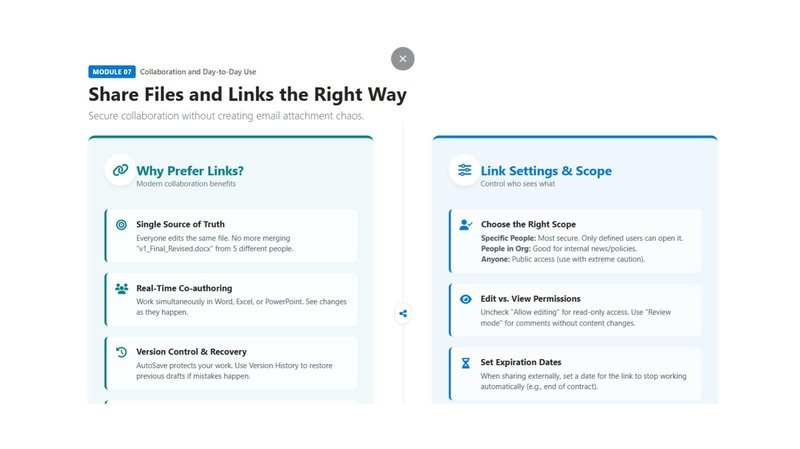 MODULE 07 Collaboration and Day-to-Day Use
Share Files and Links the Right Way
Secure collaboration without creating email attachment chaos.
Why Prefer Links?
Modern collaboration benefits
Single Source of Truth
Everyone edits the same file. No more merging
"v1_Final_Revised.docx" from 5 different people.
Real-Time Co-authoring
Work simultaneously in Word, Excel, or PowerPoint. See changes
as they happen.
Version Control & Recovery
AutoSave protects your work. Use Version History to restore
previous drafts if mistakes happen.
Link Settings & Scope
Control who sees what
Choose the Right Scope
Specific People: Most secure. Only defined users can open it.
People in Org: Good for internal news/policies.
Anyone: Public access (use with extreme caution).
Edit vs. View Permissions
Uncheck "Allow editing" for read-only access. Use "Review
mode" for comments without content changes.
Set Expiration Dates
When sharing externally, set a date for the link to stop working
automatically (e.g., end of contract).